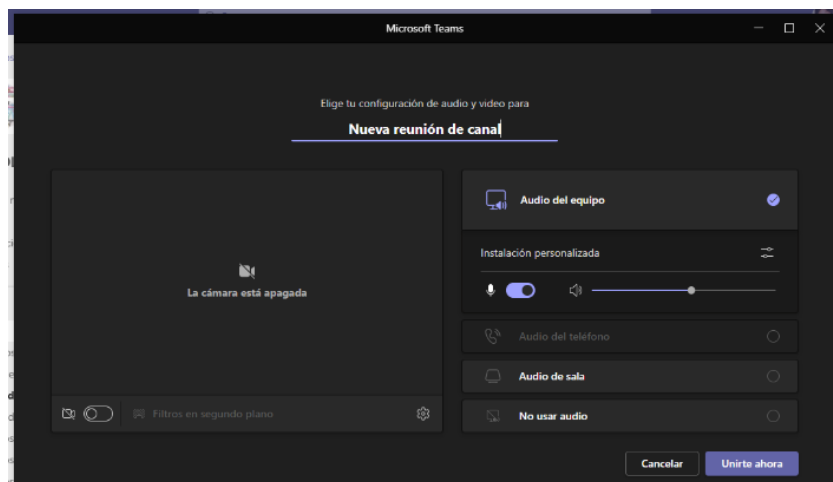 Microsoft Teams
Elige tu configuración de audio y video para
Nueva reunión de canal
La cámara está apagada
Filtros en segundo plano
Audio del equipo
Instalación personalizada
Audio del teléfono
Audio de sala
No usar audio
Cancelar
Unirte ahora